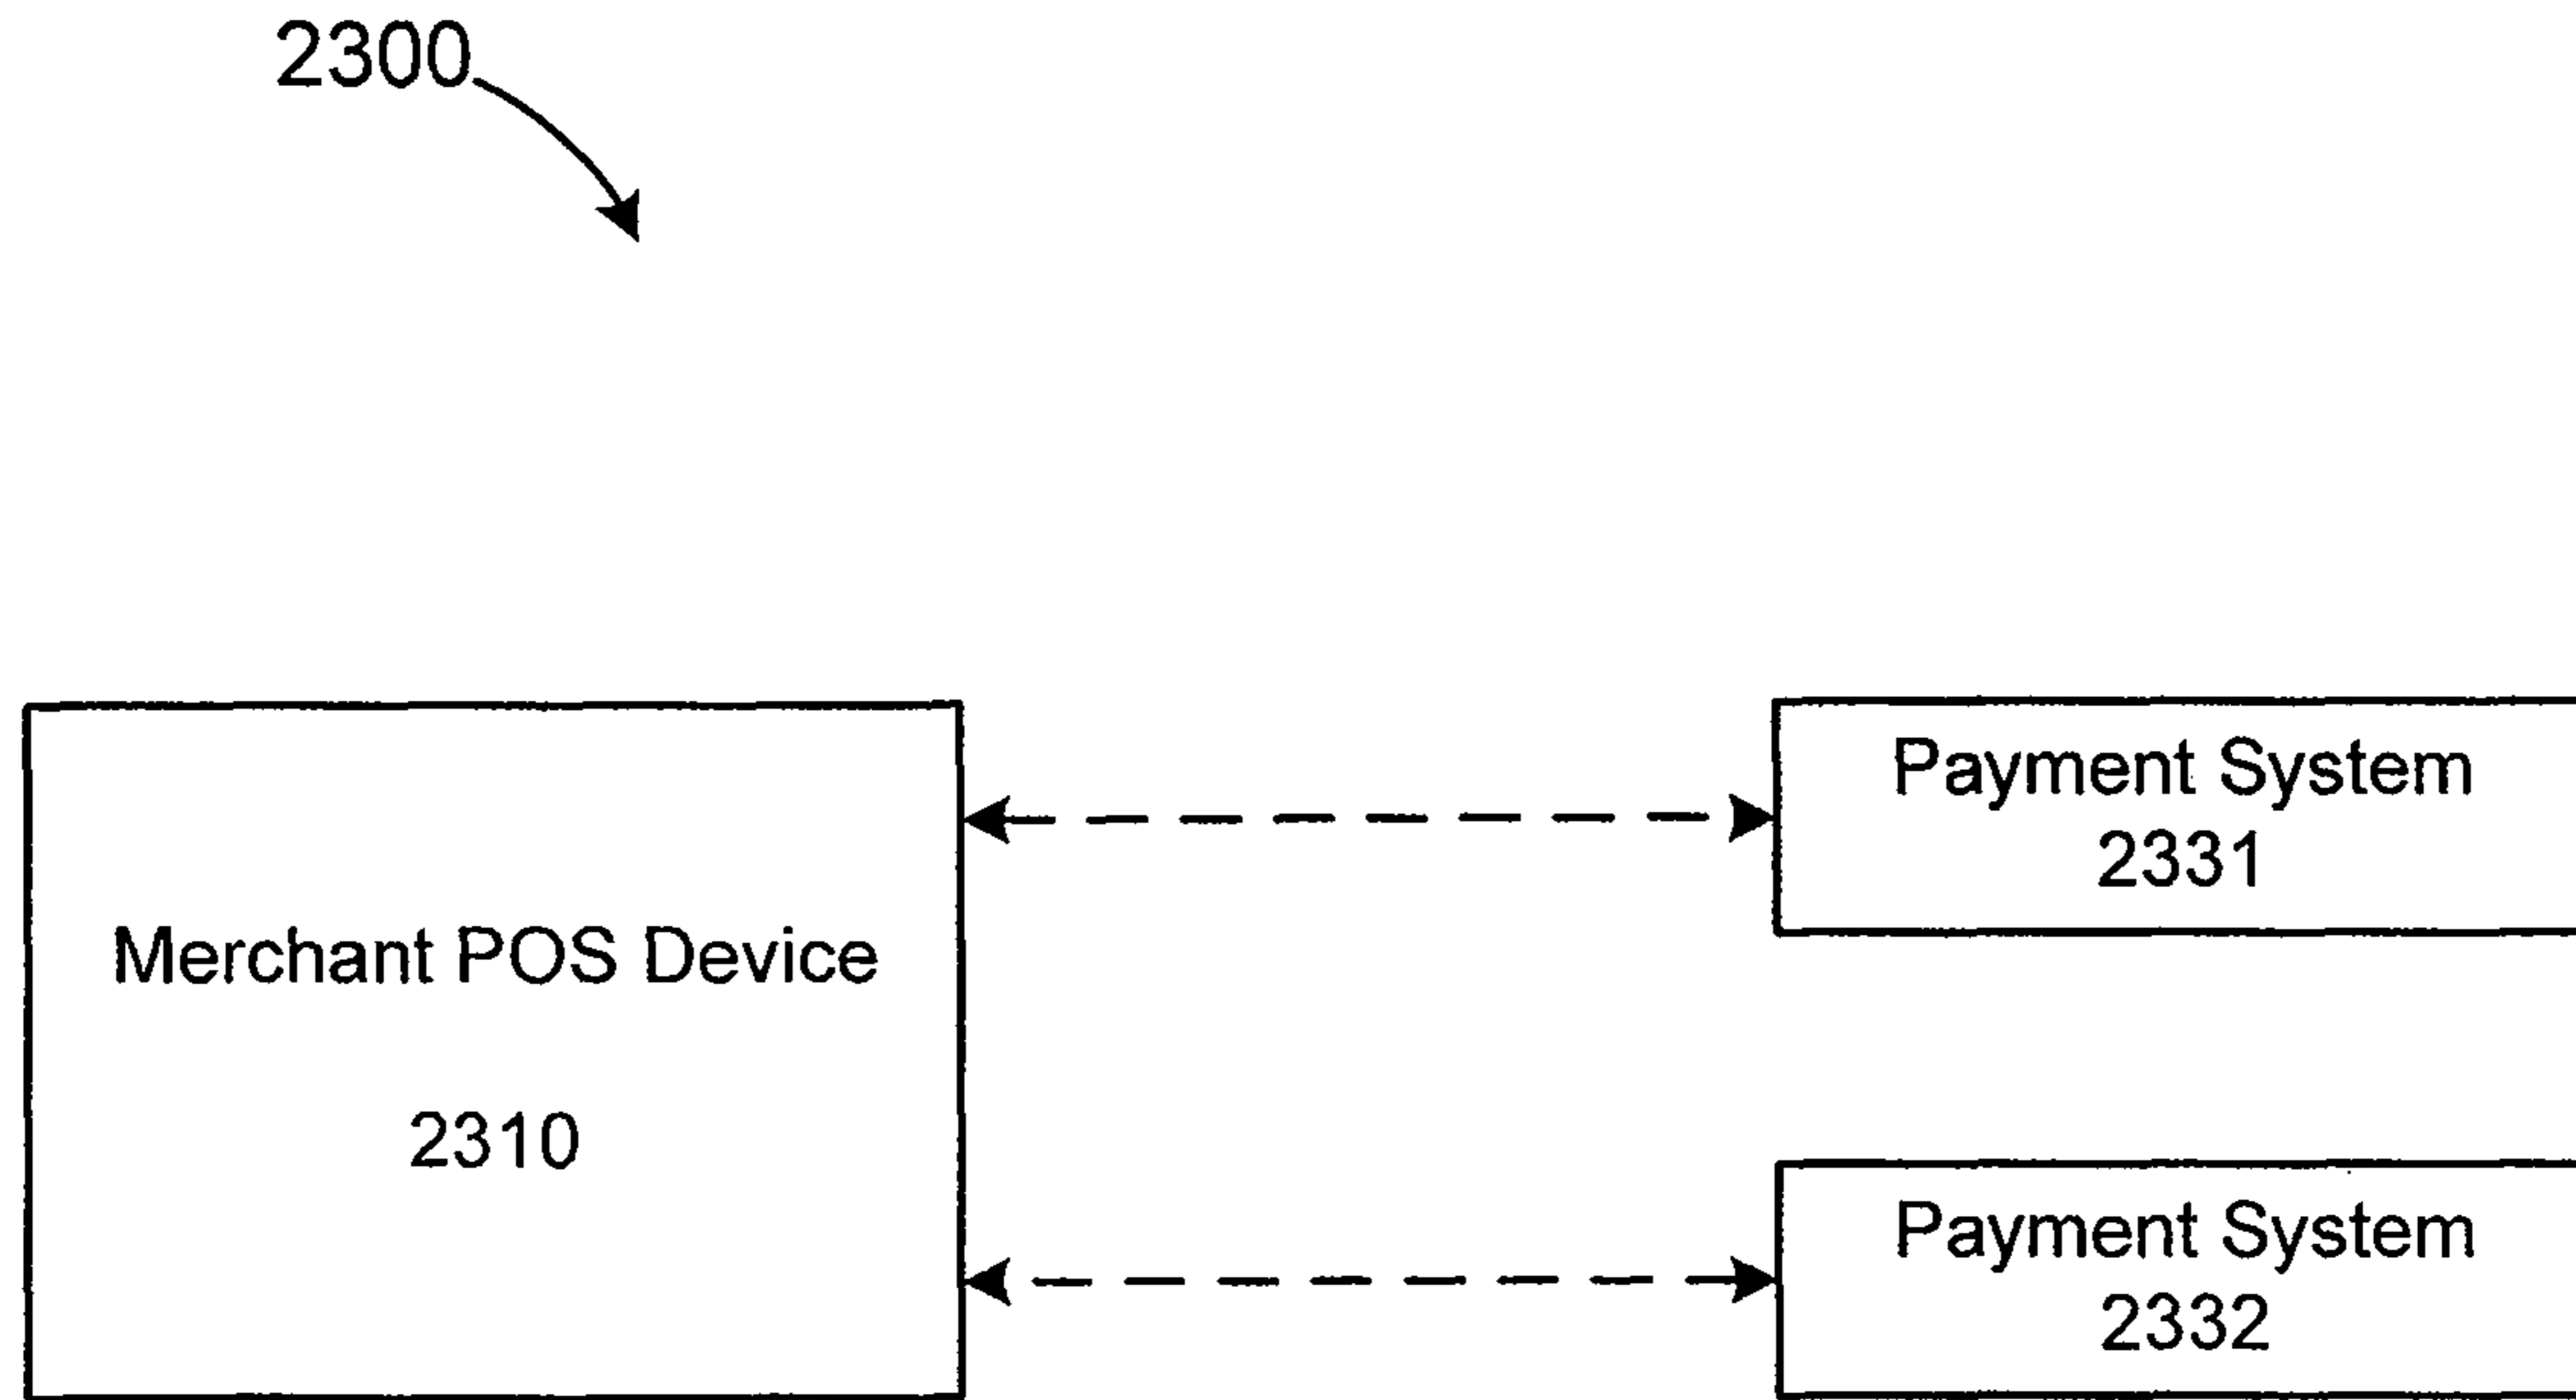 2300
Merchant POS Device
2310
Payment System
2331
Payment System
2332